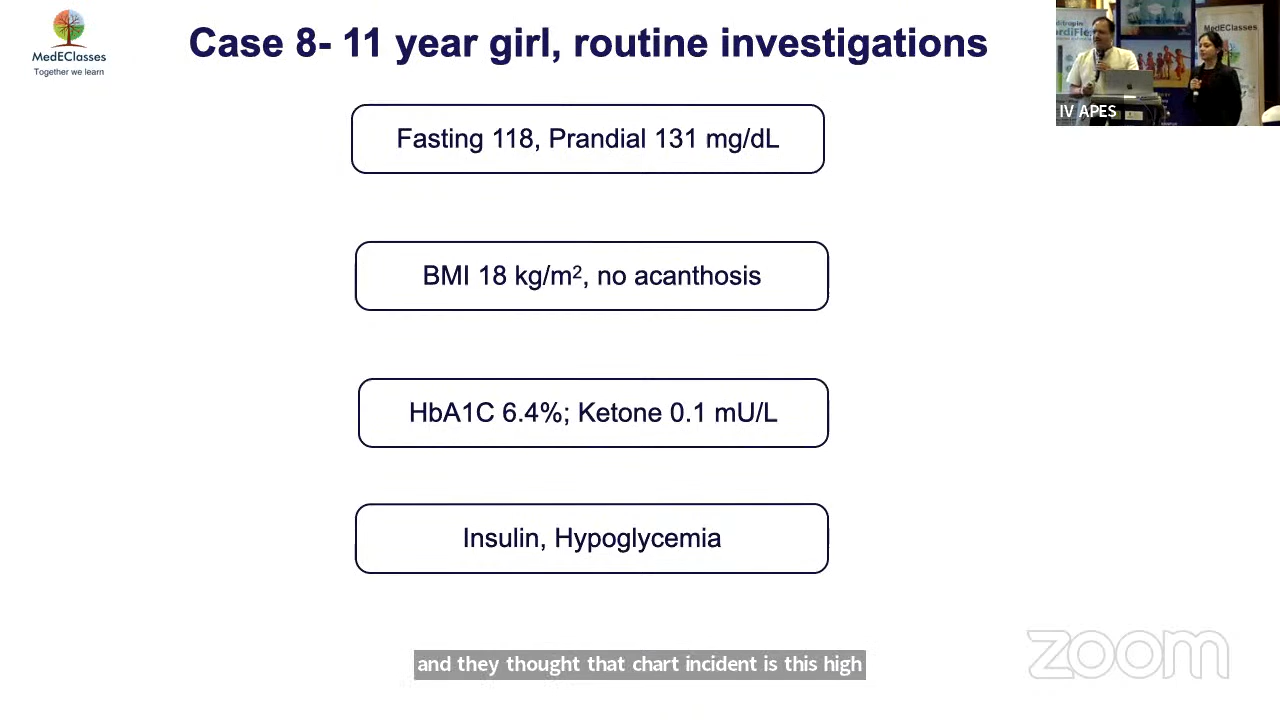 MedEClasses
Together we learn
Case 8- 11 year girl, routine investigations
Fasting 118, Prandial 131 mg/dL
BMI 18 kg/m², no acanthosis
HbA1C 6.4%; Ketone 0.1 mU/L
Insulin, Hypoglycemia
MedEClasses
IV APES
and they thought that chart incident is this high
zoom